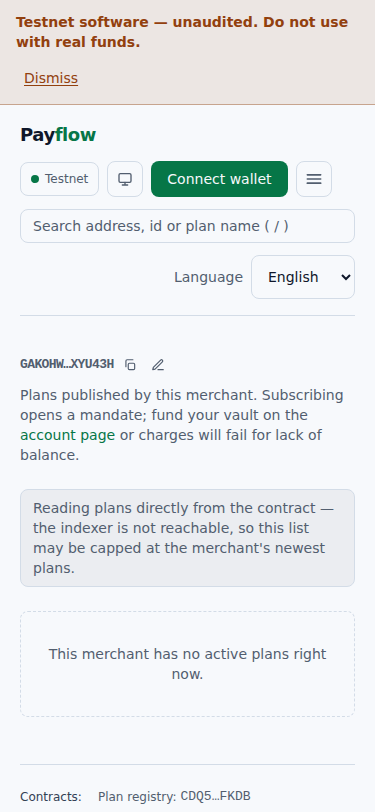 Testnet software — unaudited. Do not use
with real funds.
Dismiss
Payflow
Testnet
Connect wallet
Search address, id or plan name ( / )
Language
English
GAKOHW…XYU43H
Plans published by this merchant. Subscribing
opens a mandate; fund your vault on the
account page or charges will fail for lack of
balance.
Reading plans directly from the contract —
the indexer is not reachable, so this list
may be capped at the merchant's newest
plans.
This merchant has no active plans right
now.
Contracts: Plan registry: CDQ5…FKDB